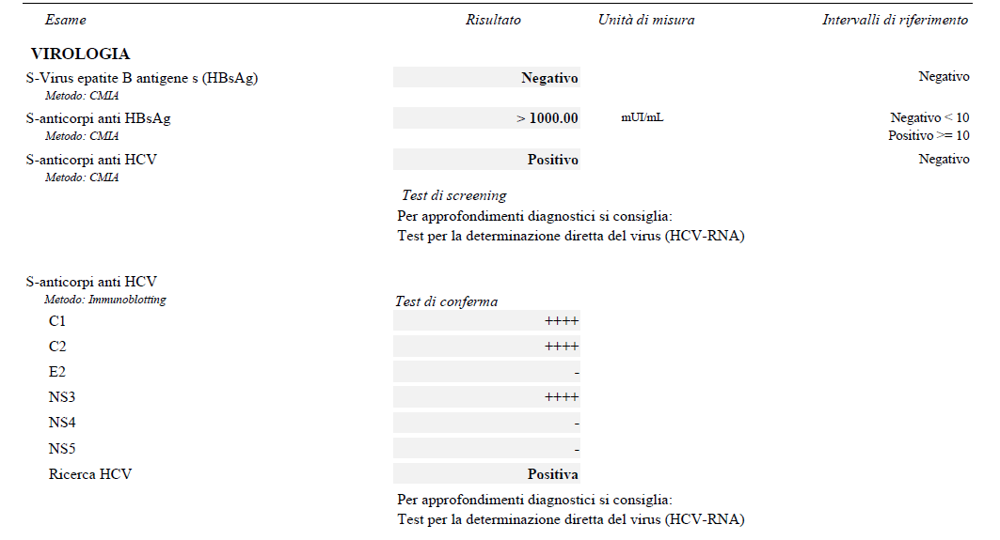 Esame Risultato Unità di misura Intervalli di riferimento
VIROLOGIA
S-Virus epatite B antigene s (HBsAg) Negativo Negativo
Metodo: CMIA
S-anticorpi anti HBsAg > 1000.00 mUI/mL Negativo < 10
Metodo: CMIA Positivo >= 10
S-anticorpi anti HCV Positivo Negativo
Metodo: CMIA
Test di screening
Per approfondimenti diagnostici si consiglia:
Test per la determinazione diretta del virus (HCV-RNA)
S-anticorpi anti HCV
Metodo: Immunoblotting Test di conferma
C1 ++++
C2 ++++
E2 -
NS3 ++++
NS4 -
NS5 -
Ricerca HCV Positiva
Per approfondimenti diagnostici si consiglia:
Test per la determinazione diretta del virus (HCV-RNA)